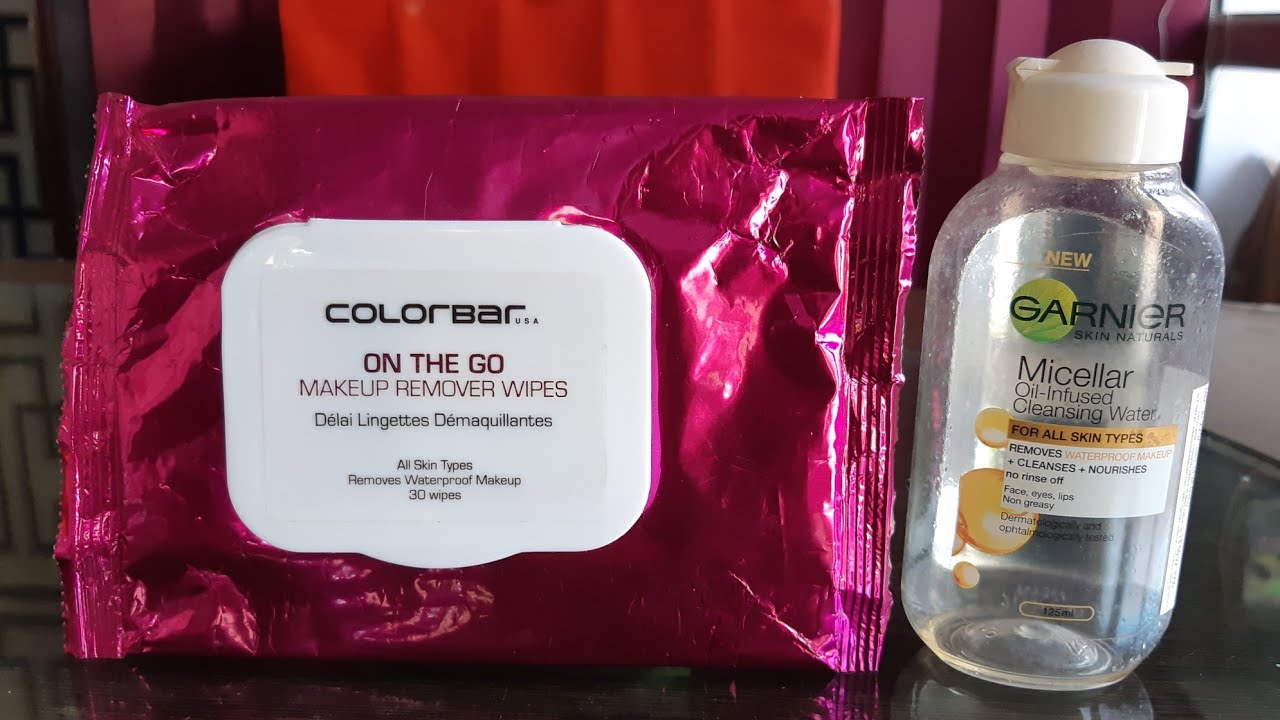 COLORBAR USA
ON THE GO
MAKEUP REMOVER WIPES
Délai Lingettes Démaquillantes
All Skin Types
Removes Waterproof Makeup
30 wipes
NEW
GARNIER
SKIN NATURALS
Micellar
Oil-Infused
Cleansing Water
FOR ALL SKIN TYPES
REMOVES WATERPROOF MAKEUP
+ CLEANSES + NOURISHES
no rinse off
Face, eyes, lips
Non greasy
Dermatologically and
ophtalmologically tested
125ml